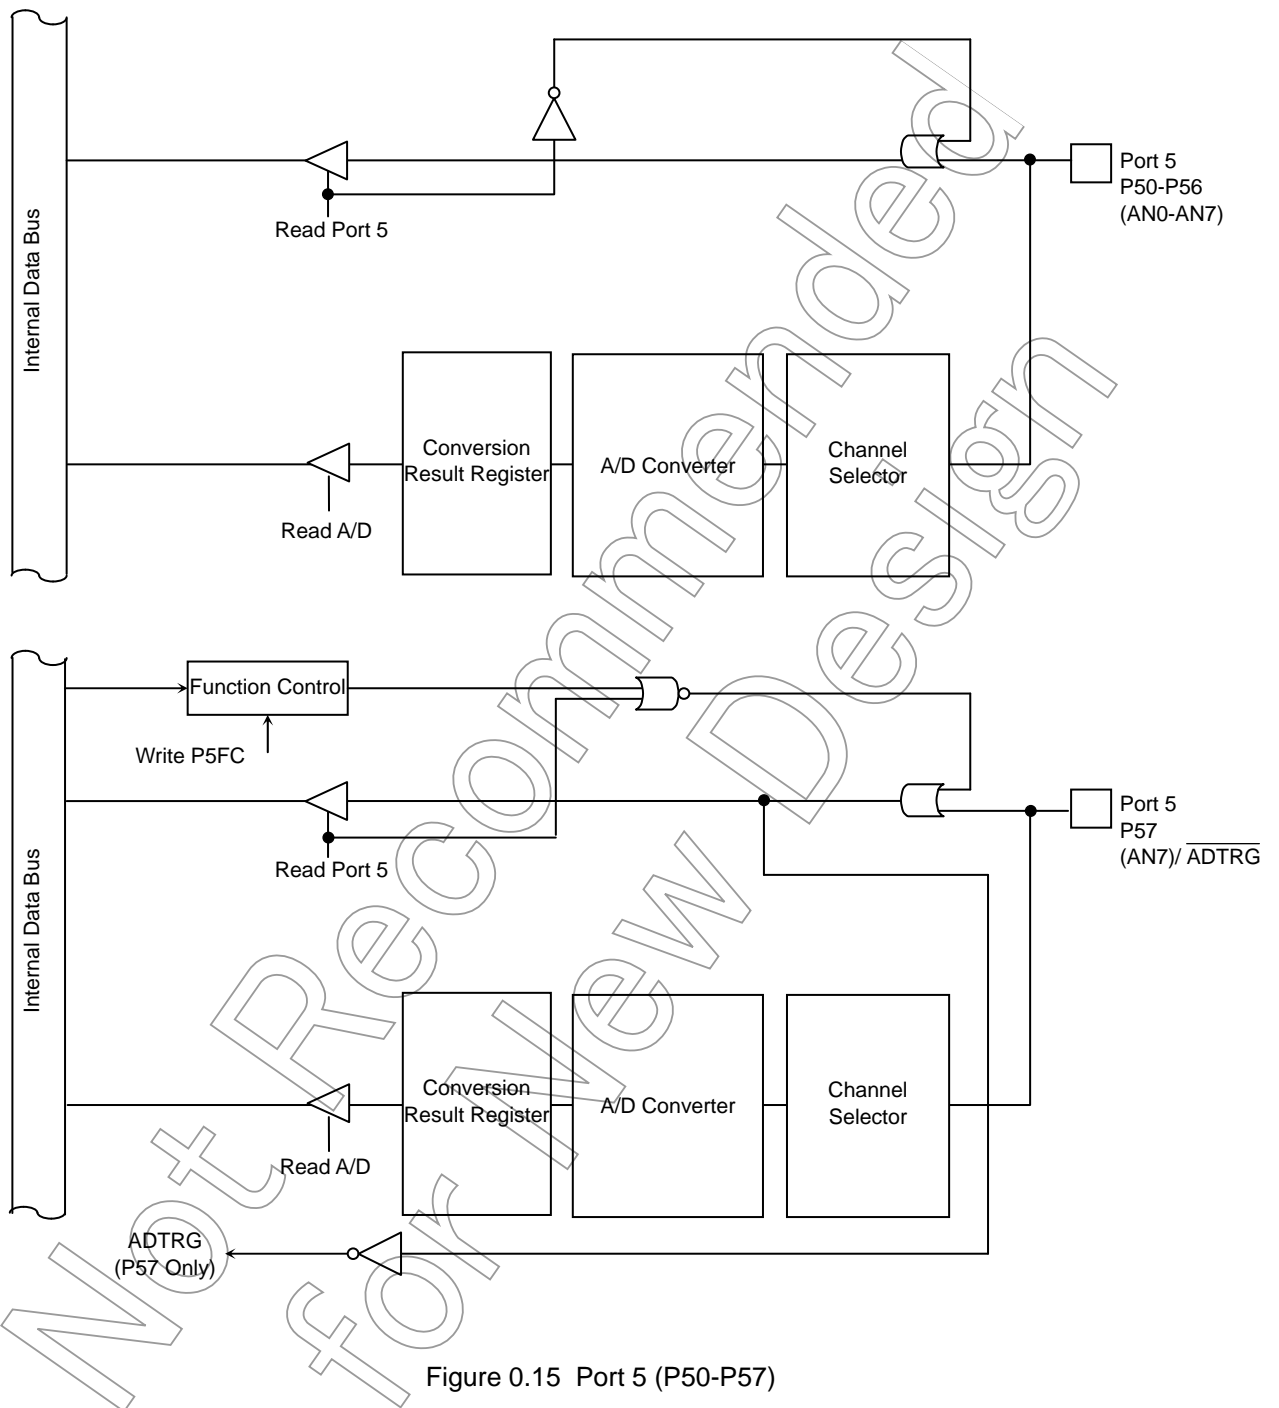 Internal Data Bus
Read Port 5
Port 5
P50-P56
(AN0-AN7)
Conversion
Result Register
A/D Converter
Channel
Selector
Read A/D
Internal Data Bus
Function Control
Write P5FC
Read Port 5
Port 5
P57
(AN7)/ ADTRG
Conversion
Result Register
A/D Converter
Channel
Selector
Read A/D
ADTRG
(P57 Only)
Not Recommended
for New Design
Figure 0.15 Port 5 (P50-P57)